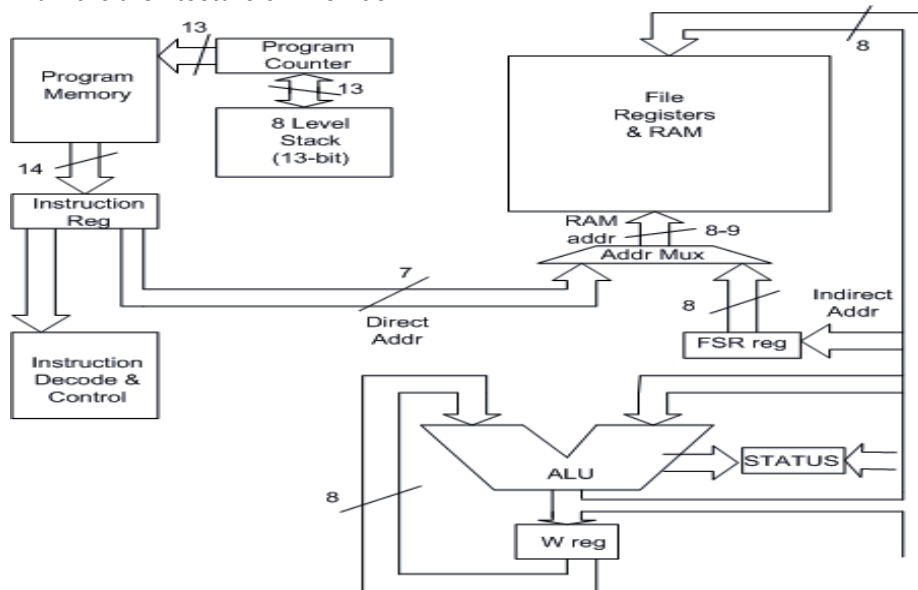 13
8
Program
Counter
Program
Memory
13
File
Registers
& RAM
8 Level
Stack
(13-bit)
14
Instruction
Reg
RAM
addr
8-9
Addr Mux
7
8
Indirect
Addr
Direct
Addr
FSR reg
Instruction
Decode &
Control
STATUS
ALU
8
W reg